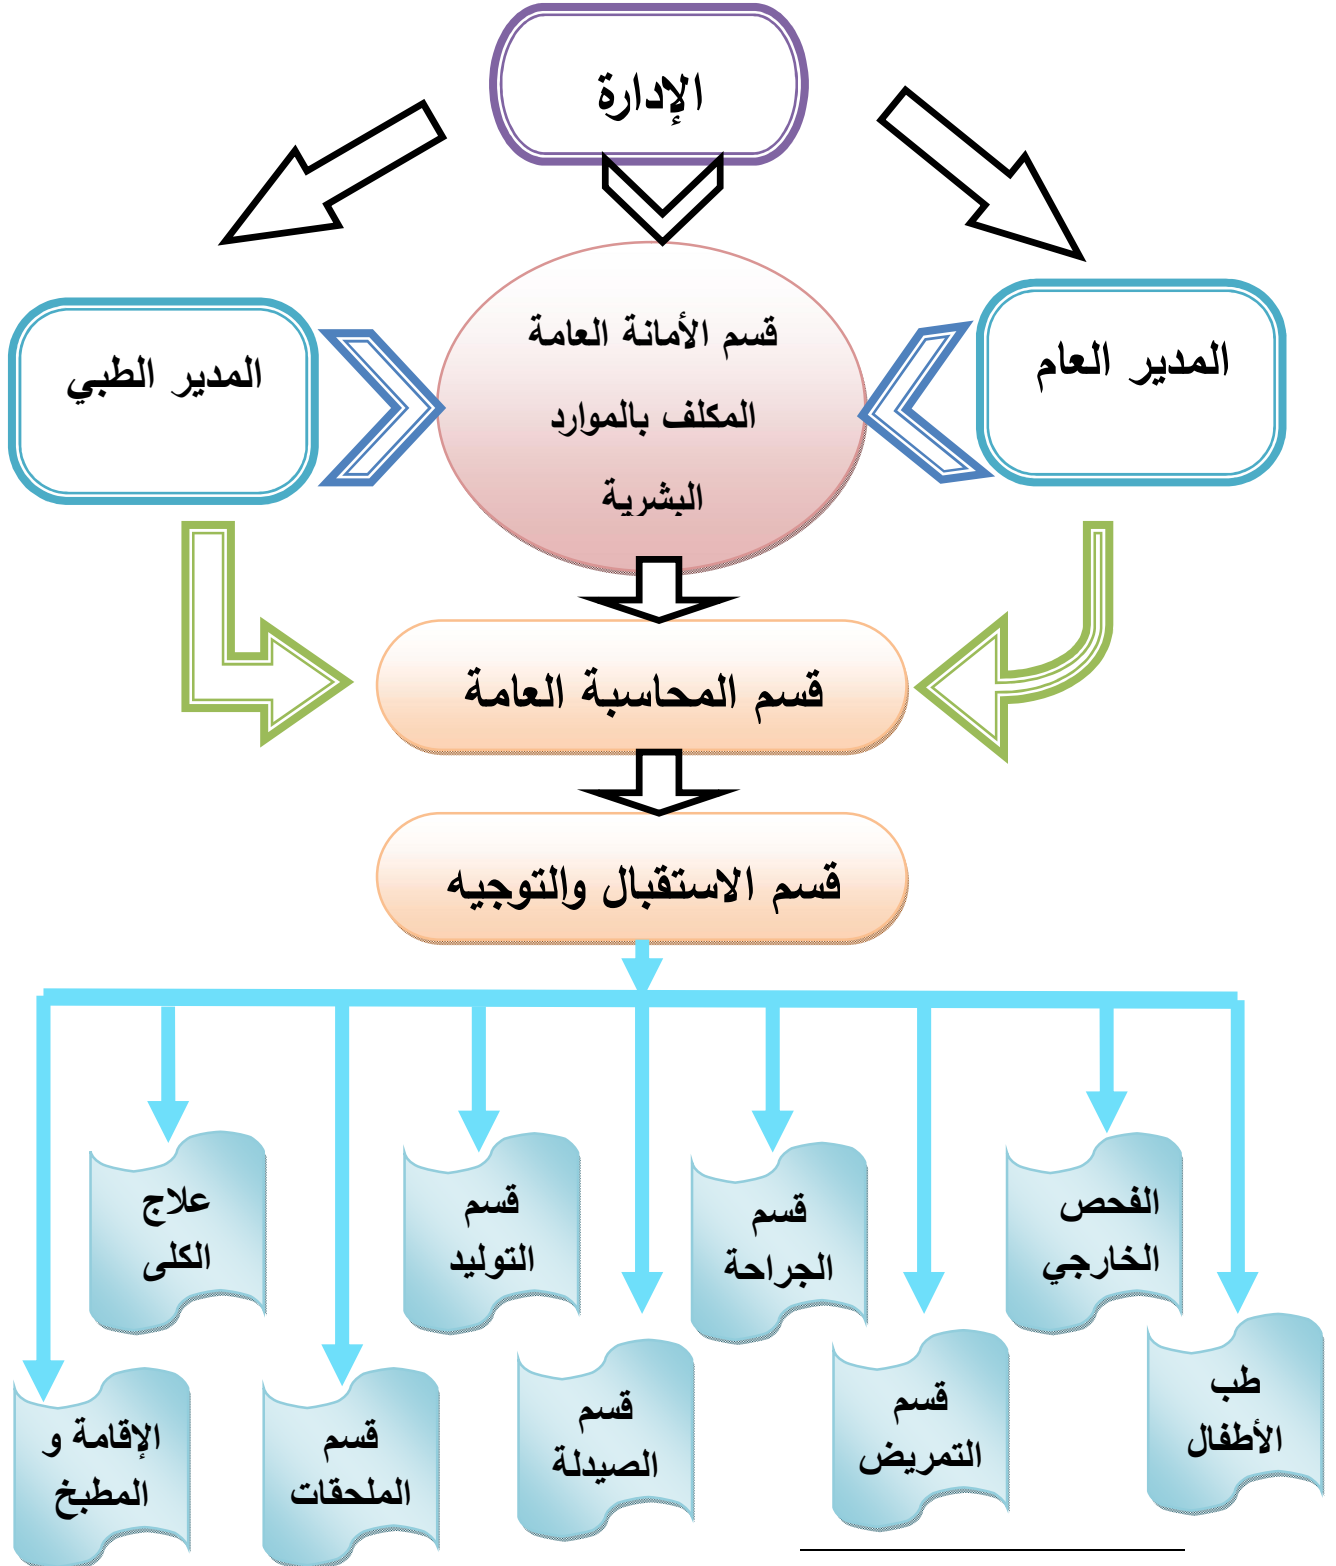 الإدارة
المدير العام
قسم الأمانة العامة
المكلف بالموارد
البشرية
المدير الطبي
قسم المحاسبة العامة
قسم الاستقبال والتوجيه
الفحص
الخارجي
قسم
الجراحة
قسم
التوليد
علاج
الكلى
طب
الأطفال
قسم
التمريض
قسم
الصيدلة
قسم
الملحقات
الإقامة و
المطبخ